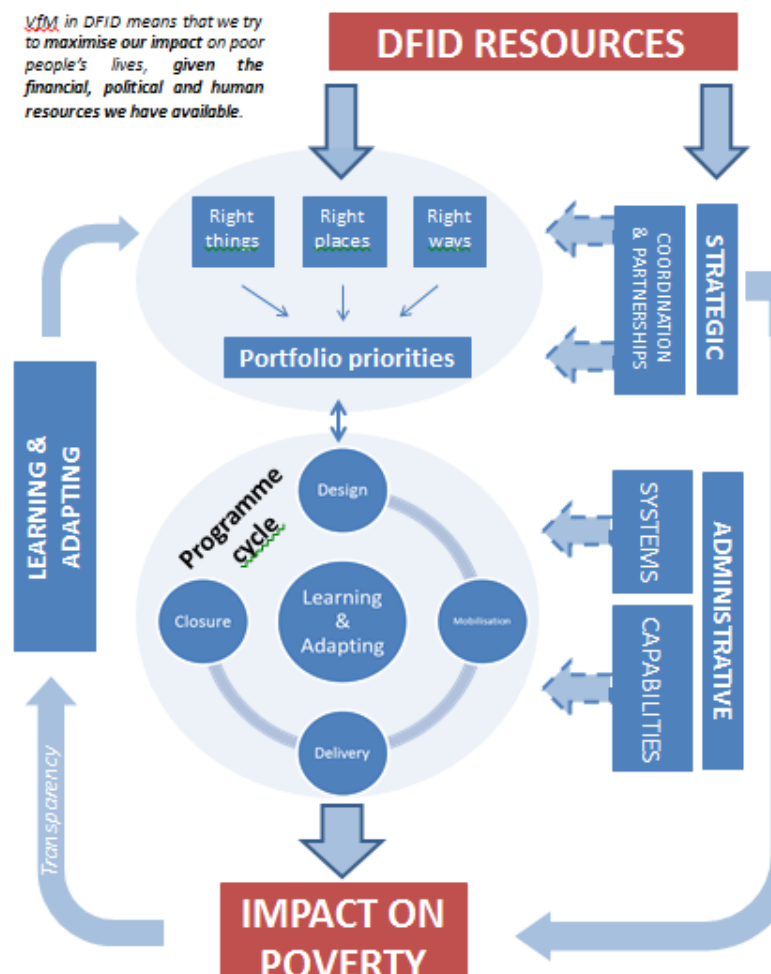 VfM in DFID means that we try
to maximise our impact on poor
people's lives, given the
financial, political and human
resources we have available.
DFID RESOURCES
Right
things
Right
places
Right
ways
Portfolio priorities
COORDINATION
& PARTNERSHIPS
STRATEGIC
LEARNING &
ADAPTING
Programme
cycle
Design
Learning
&
Adapting
Closure
Mobilisation
Delivery
SYSTEMS
CAPABILITIES
ADMINISTRATIVE
Transparency
IMPACT ON
POVERTY